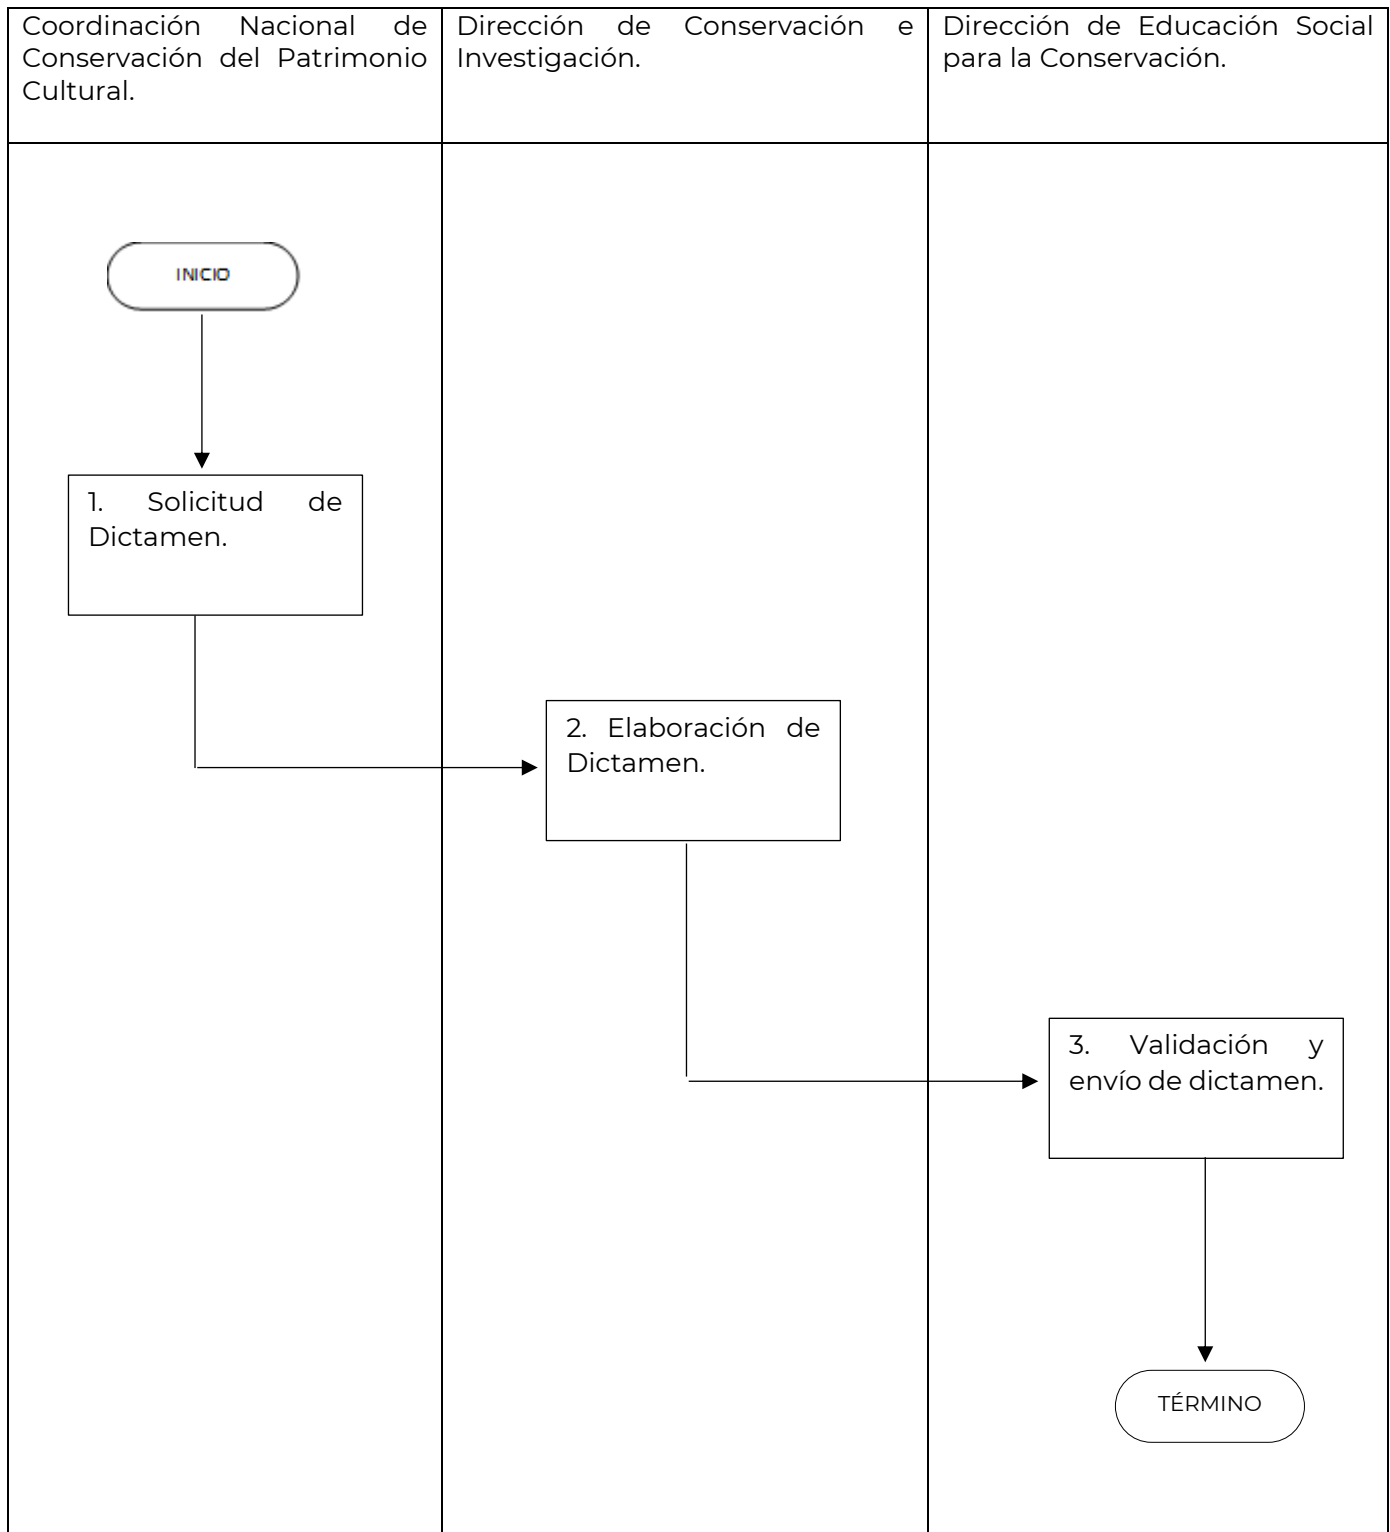 Coordinación Nacional de
Conservación del Patrimonio
Cultural.
Dirección de Conservación e
Investigación.
Dirección de Educación Social
para la Conservación.
INICIO
1. Solicitud de
Dictamen.
2. Elaboración de
Dictamen.
3. Validación y
envío de dictamen.
TÉRMINO